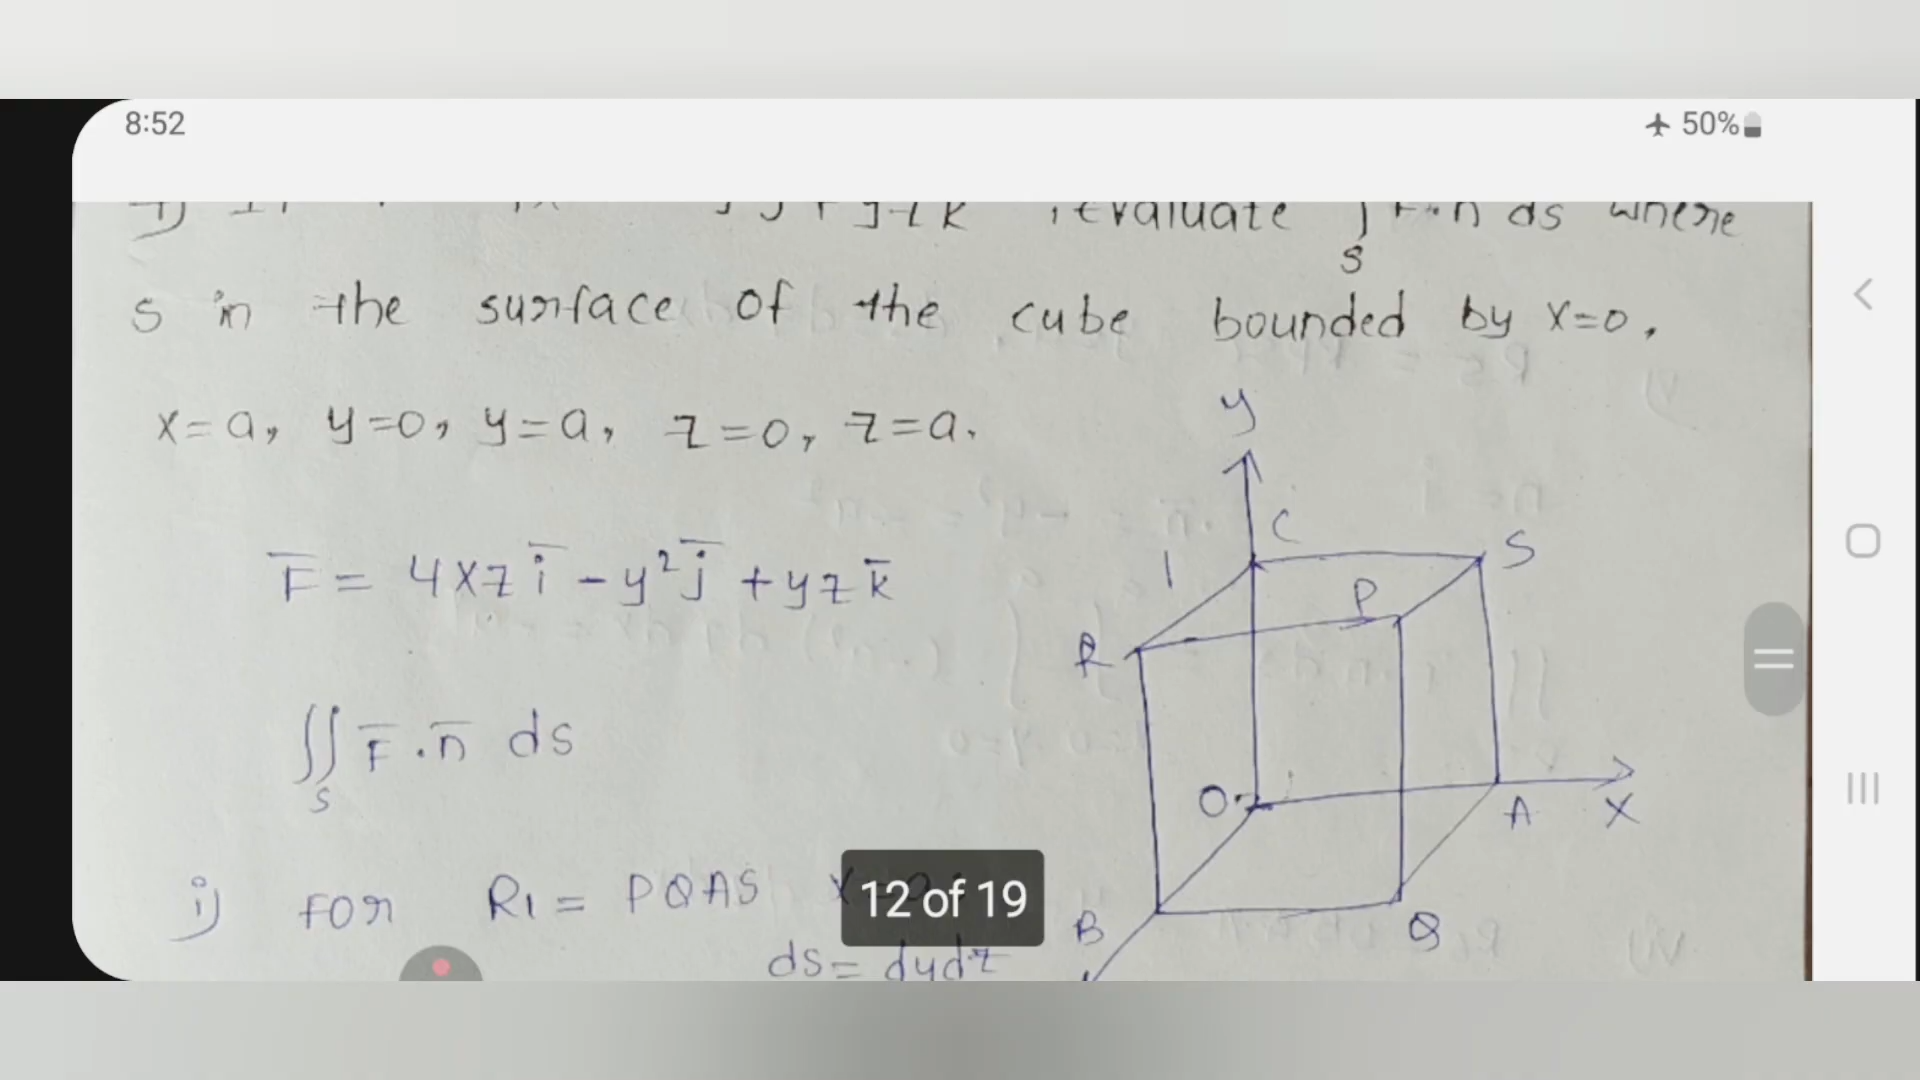 8:52
50%
k evaluate ∫ F.n ds where
S
s in the surface of the cube bounded by x=0,
x=a, y=0, y=a, z=0, z=a.
y
C
S
F̅ = 4xz i̅ - y² j̅ + yz k̅
P
R
∬ F̅ . n̅ ds
S
O
A
X
i) For R1 = PQAS
12 of 19
B
Q
ds = dydz